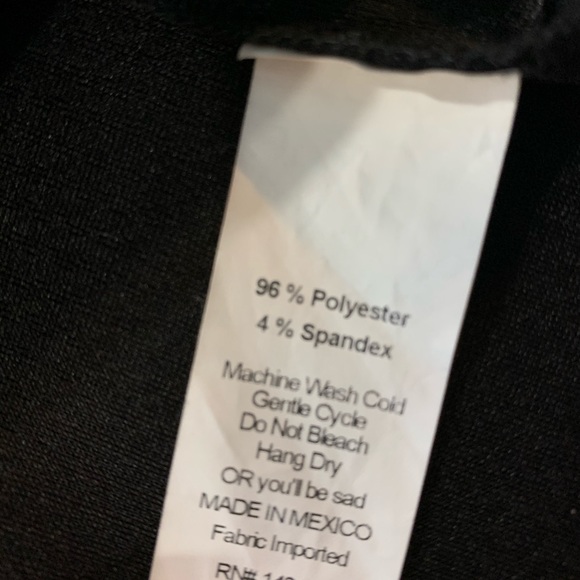 96 % Polyester
4 % Spandex
Machine Wash Cold
Gentle Cycle
Do Not Bleach
Hang Dry
OR you'll be sad
MADE IN MEXICO
Fabric Imported
RN#